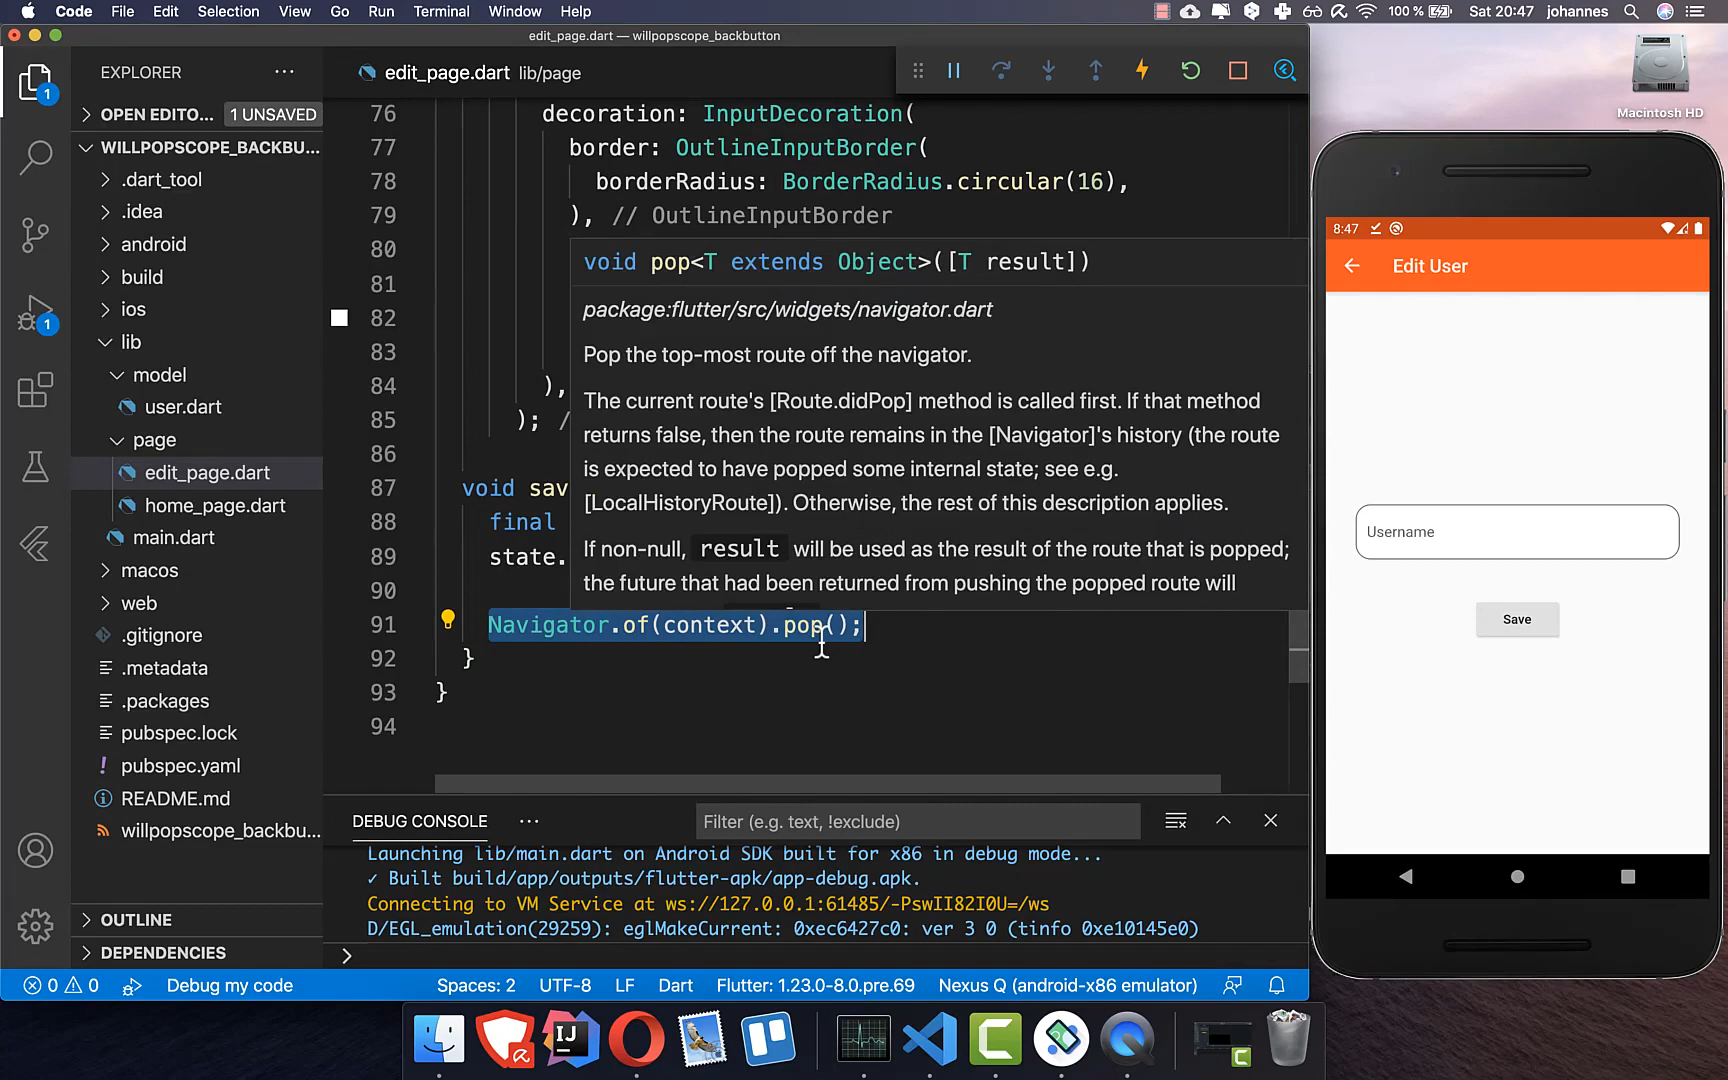 Code File Edit Selection View Go Run Terminal Window Help 100 % Sat 20:47 johannes
edit_page.dart — willpopscope_backbutton
EXPLORER
OPEN EDITO... 1 UNSAVED
WILLPOPSCOPE_BACKBU...
.dart_tool
.idea
android
build
ios
lib
model
user.dart
page
edit_page.dart
home_page.dart
main.dart
macos
web
.gitignore
.metadata
.packages
pubspec.lock
pubspec.yaml
README.md
willpopscope_backbu...
OUTLINE
DEPENDENCIES
1
1
edit_page.dart lib/page
76 decoration: InputDecoration(
77 border: OutlineInputBorder(
78 borderRadius: BorderRadius.circular(16),
79 ), // OutlineInputBorder
80
81
82
83
84 ),
85 ); /
86
87 void sav
88 final
89 state.
90
91 Navigator.of(context).pop();
92 }
93 }
94
void pop<T extends Object>([T result])
package:flutter/src/widgets/navigator.dart
Pop the top-most route off the navigator.
The current route's [Route.didPop] method is called first. If that method
returns false, then the route remains in the [Navigator]'s history (the route
is expected to have popped some internal state; see e.g.
[LocalHistoryRoute]). Otherwise, the rest of this description applies.
If non-null, result will be used as the result of the route that is popped;
the future that had been returned from pushing the popped route will
DEBUG CONSOLE
Filter (e.g. text, !exclude)
Launching lib/main.dart on Android SDK built for x86 in debug mode...
✓ Built build/app/outputs/flutter-apk/app-debug.apk.
Connecting to VM Service at ws://127.0.0.1:61485/-PswII82I0U=/ws
D/EGL_emulation(29259): eglMakeCurrent: 0xec6427c0: ver 3 0 (tinfo 0xe10145e0)
0 0 Debug my code Spaces: 2 UTF-8 LF Dart Flutter: 1.23.0-8.0.pre.69 Nexus Q (android-x86 emulator)
Macintosh HD
8:47
Edit User
Username
Save